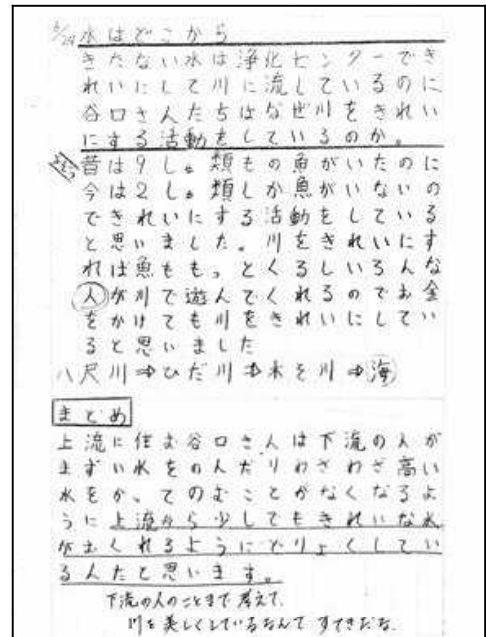 水はどこから
きたない水は浄化センターでき
れいにして川に流しているのに
谷口さんたちはなぜ川をきれい
にする活動をしているのか。
昔は9しゅ類もの魚がいたのに
今は2しゅ類しか魚がいないの
できれいにする活動をしている
と思いました。川をきれいにす
れば魚ももっとくるしいろんな
人が川で遊んでくれるのでお金
をかけても川をきれいにしてい
ると思いました
八尺川⇒ひだ川⇒木そ川⇒海
まとめ
上流に住む谷口さんは下流の人が
まずい水をのんだりわざわざ高い
水をかってのむことがなくなるよ
うに上流から少しでもきれいな水
がおくれるようにどりょくしてい
る人だと思います。
下流の人のことまで考えて、
川を美しくしているなんてすてきだな。